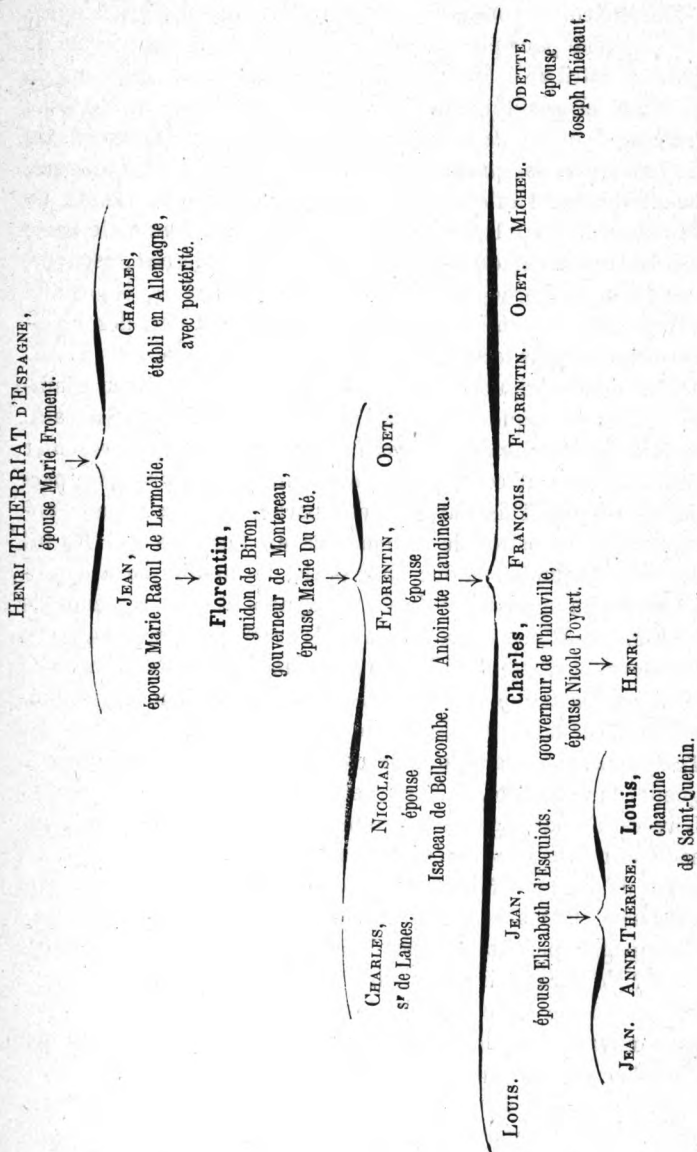 HENRI THIERRIAT D'ESPAGNE,
épouse Marie Froment.
JEAN,
épouse Marie Raoul de Larmélie.
CHARLES,
établi en Allemagne,
avec postérité.
Florentin,
guidon de Biron,
gouverneur de Montereau,
épouse Marie Du Gué.
CHARLES,
sr de Lames.
NICOLAS,
épouse
Isabeau de Bellecombe.
FLORENTIN,
épouse
Antoinette Haudineau.
ODET.
LOUIS.
JEAN,
épouse Elisabeth d'Esquiots.
Charles,
gouverneur de Thionville,
épouse Nicole Poyart.
FRANÇOIS.
FLORENTIN.
ODET.
MICHEL.
ODETTE,
épouse
Joseph Thiébaut.
JEAN.
ANNE-THÉRÈSE.
Louis,
chanoine
de Saint-Quentin.
HENRI.